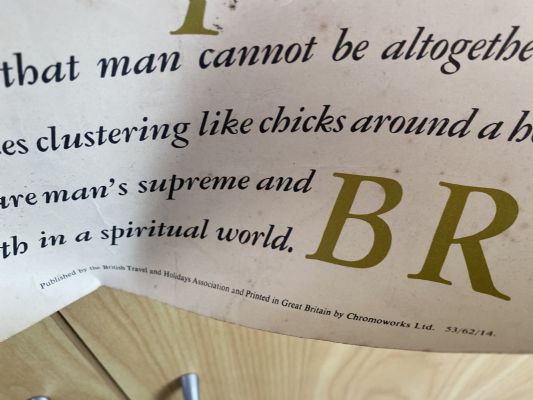 that man cannot be altogethe
es clustering like chicks around a h
are man's supreme and
th in a spiritual world.
BR
Published by the British Travel and Holidays Association and Printed in Great Britain by Chromoworks Ltd. 53/62/14.